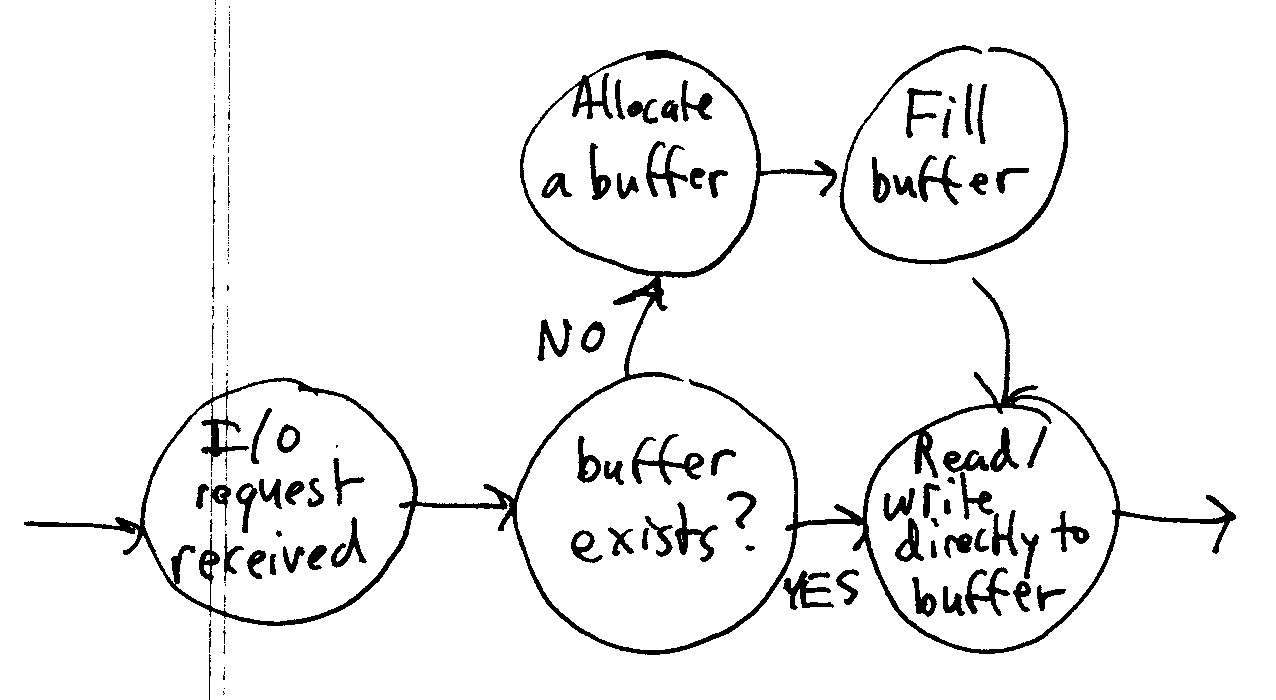 Allocate
a buffer
Fill
buffer
NO
I/O
request
received
buffer
exists?
YES
Read/
write
directly to
buffer